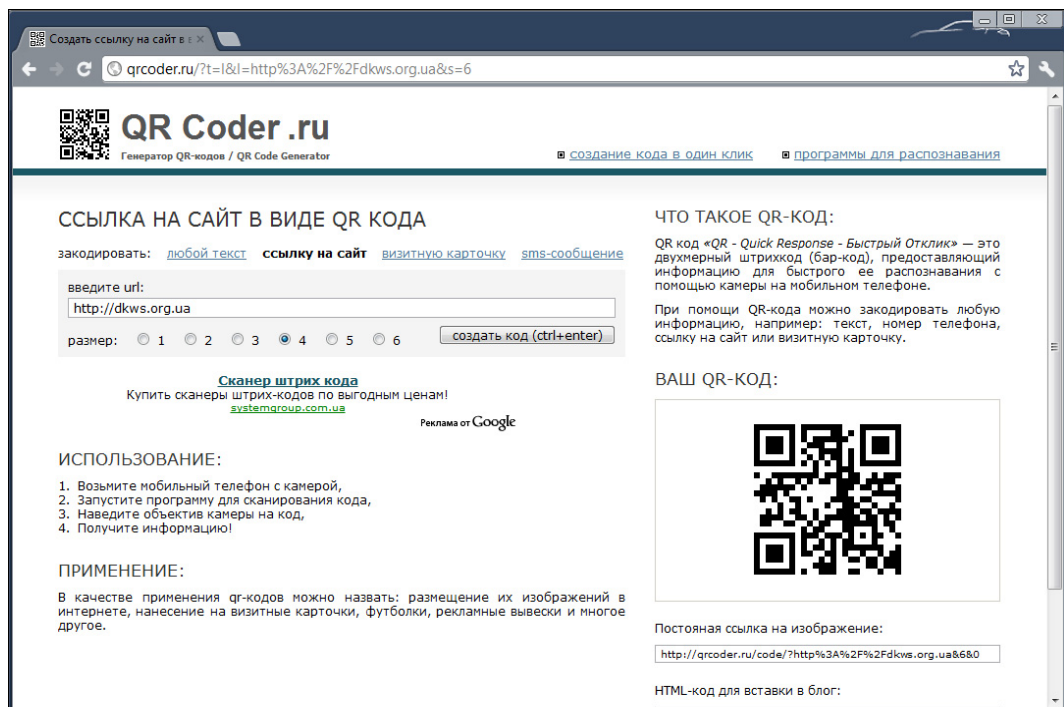 Создать ссылку на сайт в
qrcoder.ru/?t=l&l=http%3A%2F%2Fdkws.org.ua&s=6
QR Coder .ru
Генератор QR-кодов / QR Code Generator
создание кода в один клик
программы для распознавания
ССЫЛКА НА САЙТ В ВИДЕ QR КОДА
закодировать: любой текст ссылку на сайт визитную карточку sms-сообщение
введите url:
http://dkws.org.ua
размер: 1 2 3 4 5 6 создать код (ctrl+enter)
Сканер штрих кода
Купить сканеры штрих-кодов по выгодным ценам!
systemgroup.com.ua
Реклама от Google
ИСПОЛЬЗОВАНИЕ:
1. Возьмите мобильный телефон с камерой,
2. Запустите программу для сканирования кода,
3. Наведите объектив камеры на код,
4. Получите информацию!
ПРИМЕНЕНИЕ:
В качестве применения qr-кодов можно назвать: размещение их изображений в
интернете, нанесение на визитные карточки, футболки, рекламные вывески и многое
другое.
ЧТО ТАКОЕ QR-КОД:
QR код «QR - Quick Response - Быстрый Отклик» — это
двухмерный штрихкод (бар-код), предоставляющий
информацию для быстрого ее распознавания с
помощью камеры на мобильном телефоне.
При помощи QR-кода можно закодировать любую
информацию, например: текст, номер телефона,
ссылку на сайт или визитную карточку.
ВАШ QR-КОД:
Постояная ссылка на изображение:
http://qrcoder.ru/code/?http%3A%2F%2Fdkws.org.ua&6&0
HTML-код для вставки в блог: